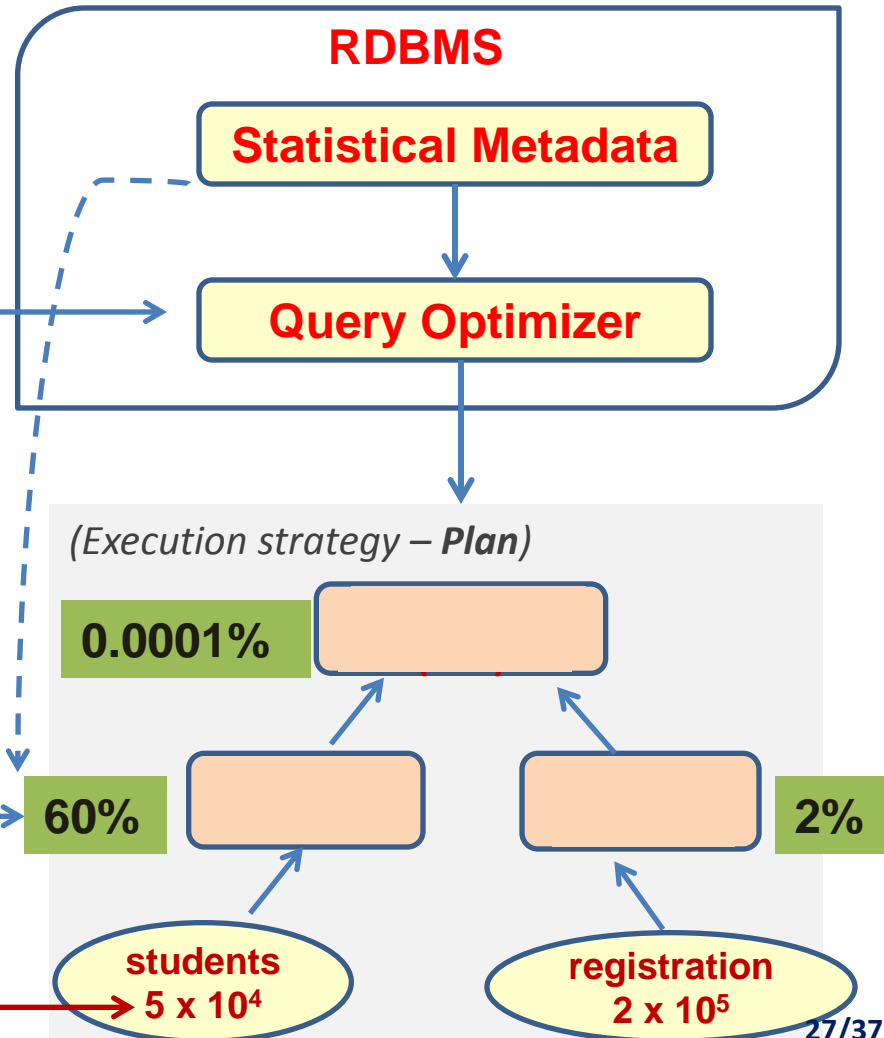 RDBMS
Statistical Metadata
Query Optimizer
(Execution strategy – Plan)
0.0001%
60%
2%
students
5 x 10⁴
registration
2 x 10⁵
27/37